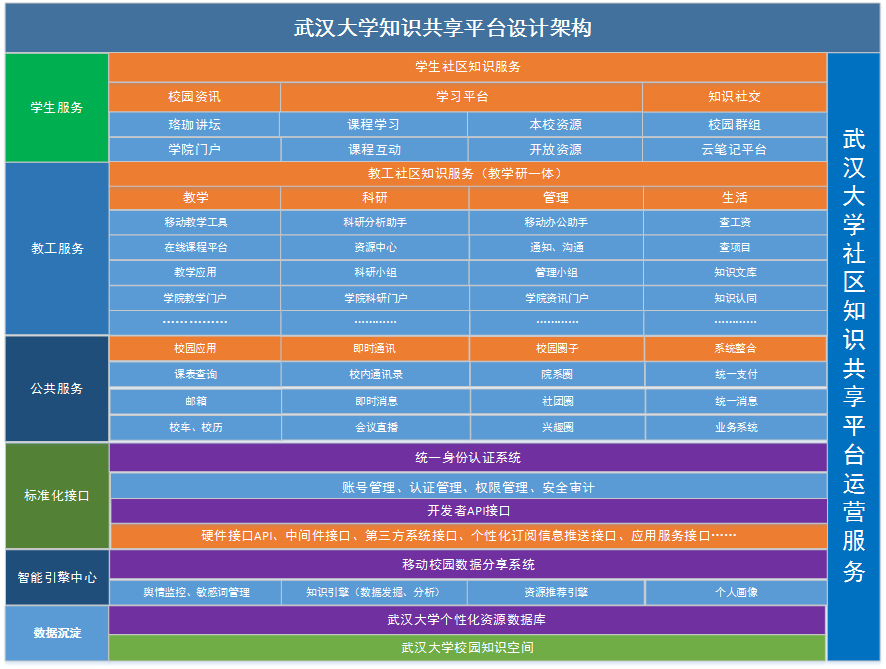 武汉大学知识共享平台设计架构
学生服务
学生社区知识服务
校园资讯 学习平台 知识社交
珞珈讲坛 课程学习 本校资源 校园群组
学院门户 课程互动 开放资源 云笔记平台
教工服务
教工社区知识服务（教学研一体）
教学 科研 管理 生活
移动教学工具 科研分析助手 移动办公助手 查工资
在线课程平台 资源中心 通知、沟通 查项目
教学应用 科研小组 管理小组 知识文库
学院教学门户 学院科研门户 学院资讯门户 知识认同
…………… ………… ………… …………
公共服务
校园应用 即时通讯 校园圈子 系统整合
课表查询 校内通讯录 院系圈 统一支付
邮箱 即时消息 社团圈 统一消息
校车、校历 会议直播 兴趣圈 业务系统
标准化接口
统一身份认证系统
账号管理、认证管理、权限管理、安全审计
开发者API接口
硬件接口API、中间件接口、第三方系统接口、个性化订阅信息推送接口、应用服务接口……
智能引擎中心
移动校园数据分享系统
舆情监控、敏感词管理 知识引擎（数据发掘、分析） 资源推荐引擎 个人画像
数据沉淀
武汉大学个性化资源数据库
武汉大学校园知识空间
武汉大学社区知识共享平台运营服务